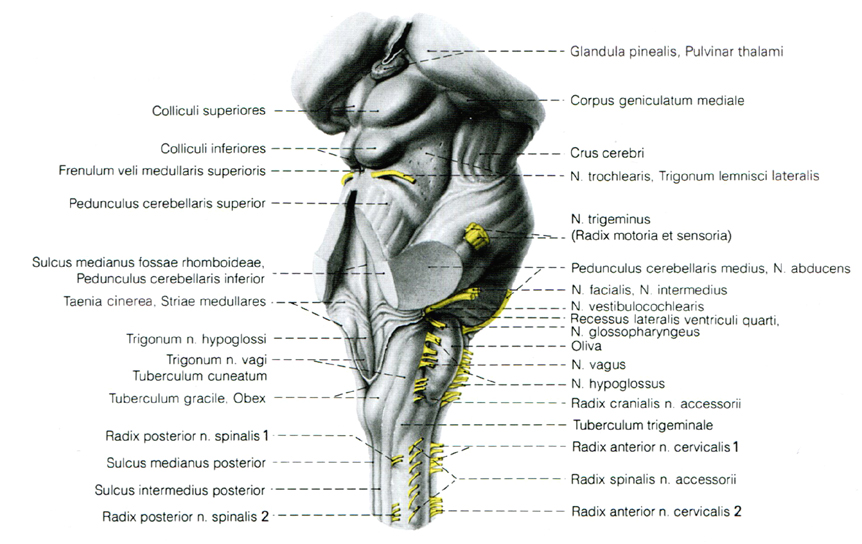 Colliculi superiores
Colliculi inferiores
Frenulum veli medullaris superioris
Pedunculus cerebellaris superior
Sulcus medianus fossae rhomboideae,
Pedunculus cerebellaris inferior
Taenia cinerea, Striae medullares
Trigonum n. hypoglossi
Trigonum n. vagi
Tuberculum cuneatum
Tuberculum gracile, Obex
Radix posterior n. spinalis 1
Sulcus medianus posterior
Sulcus intermedius posterior
Radix posterior n. spinalis 2
Glandula pinealis, Pulvinar thalami
Corpus geniculatum mediale
Crus cerebri
N. trochlearis, Trigonum lemnisci lateralis
N. trigeminus
(Radix motoria et sensoria)
Pedunculus cerebellaris medius, N. abducens
N. facialis, N. intermedius
N. vestibulocochlearis
Recessus lateralis ventriculi quarti,
N. glossopharyngeus
Oliva
N. vagus
N. hypoglossus
Radix cranialis n. accessorii
Tuberculum trigeminale
Radix anterior n. cervicalis 1
Radix spinalis n. accessorii
Radix anterior n. cervicalis 2